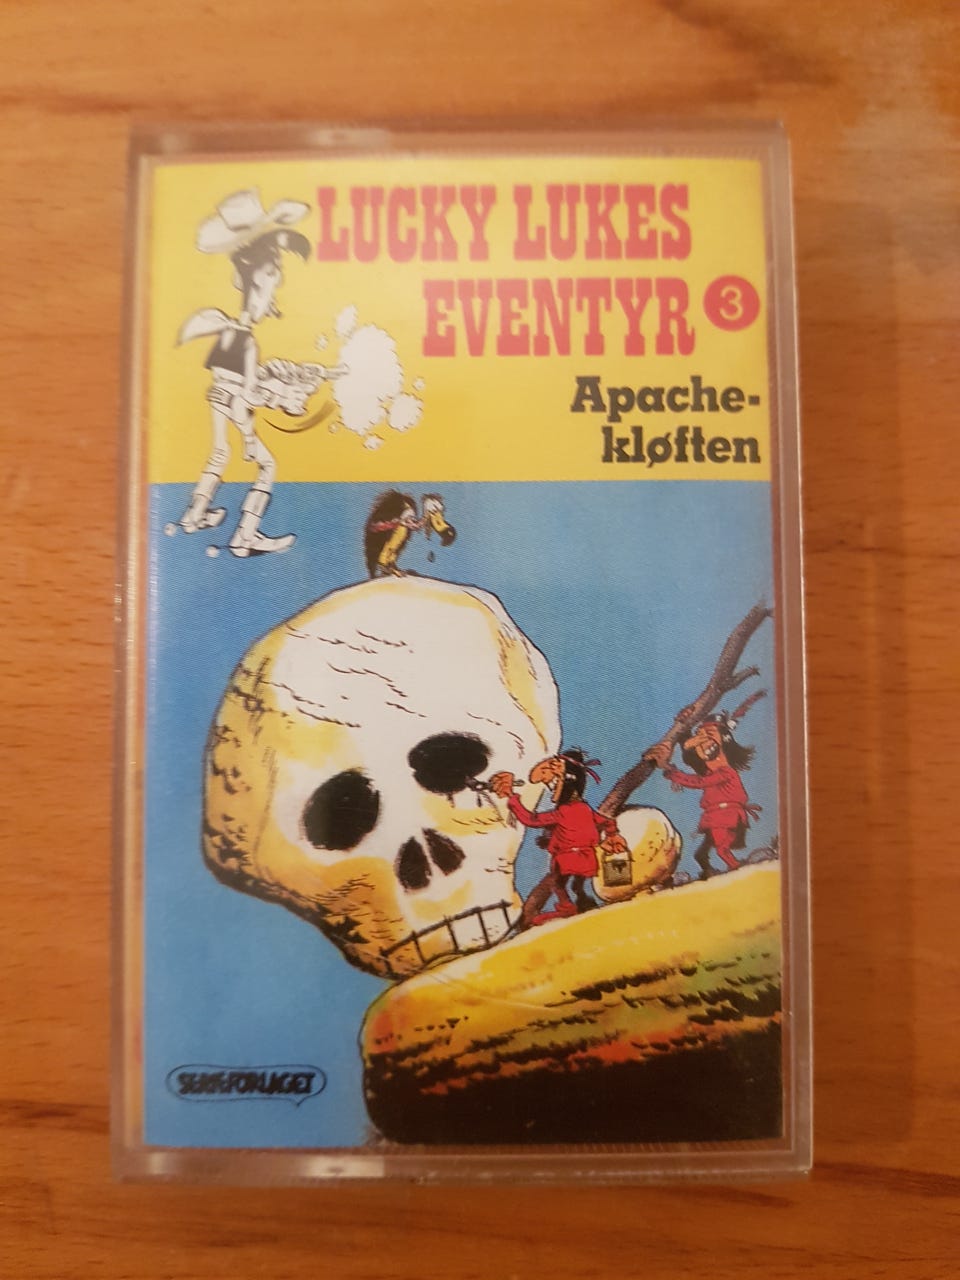 LUCKY LUKES
EVENTYR 3
Apache-
kløften
SERIEFORLAGET